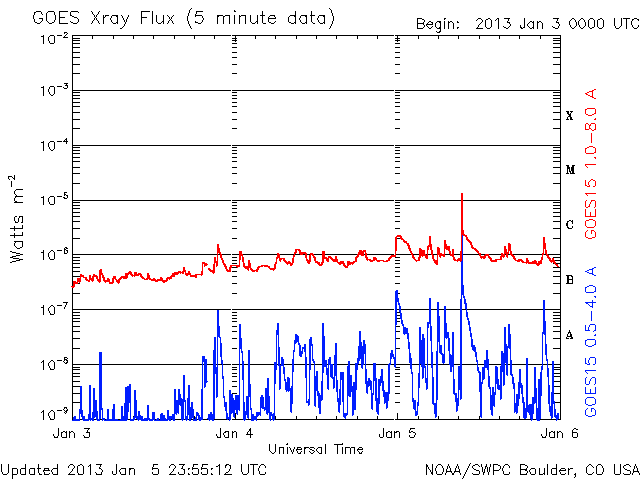 GOES Xray Flux (5 minute data)
Begin: 2013 Jan 3 0000 UTC
10⁻²
10⁻³
10⁻⁴
10⁻⁵
10⁻⁶
10⁻⁷
10⁻⁸
10⁻⁹
Watts m⁻²
X
M
C
B
A
GOES15 1.0-8.0 A
GOES15 0.5-4.0 A
Jan 3
Jan 4
Jan 5
Jan 6
Universal Time
Updated 2013 Jan 5 23:55:12 UTC
NOAA/SWPC Boulder, CO USA